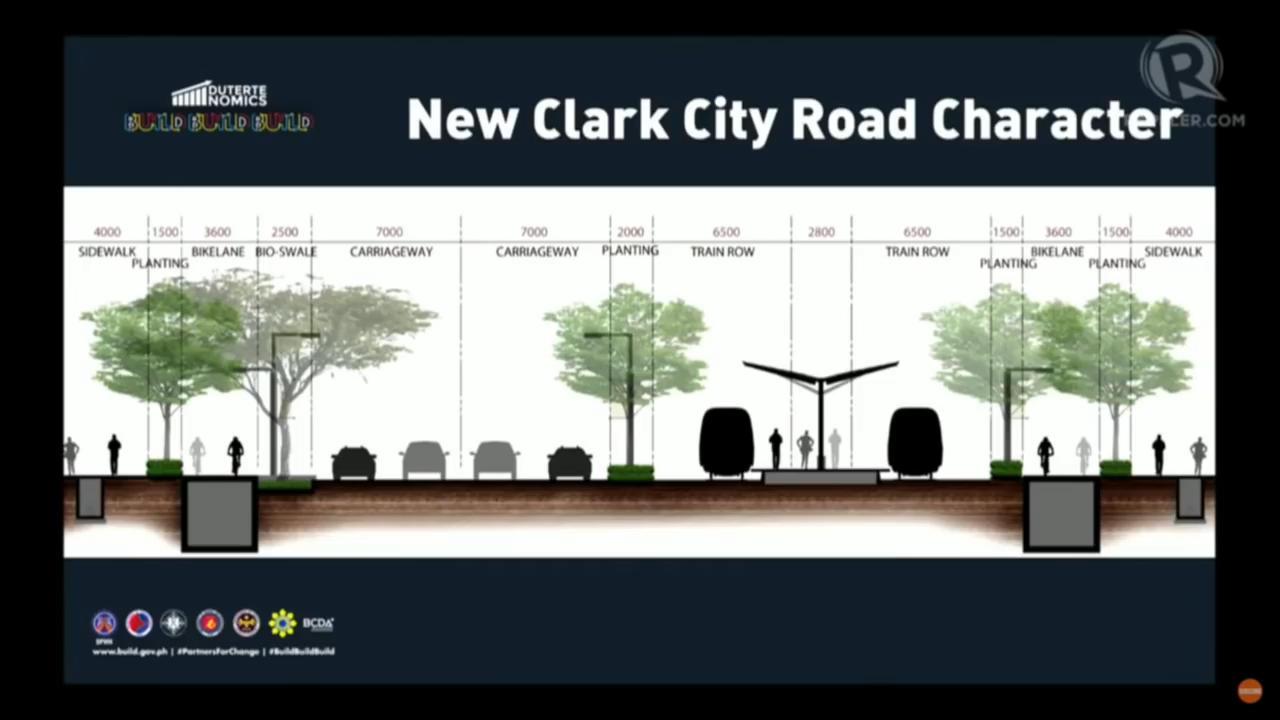 DUTERTE
NOMICS
BUILD BUILD BUILD
New Clark City Road Character
4000 1500 3600 2500 7000 7000 2000 6500 2800 6500 1500 3600 1500 4000
SIDEWALK PLANTING BIKELANE BIO-SWALE CARRIAGEWAY CARRIAGEWAY PLANTING TRAIN ROW TRAIN ROW PLANTING BIKELANE PLANTING SIDEWALK
DPWH
BCDA
www.build.gov.ph | #PartnersForChange | #BuildBuildBuild
SUBSCRIBE